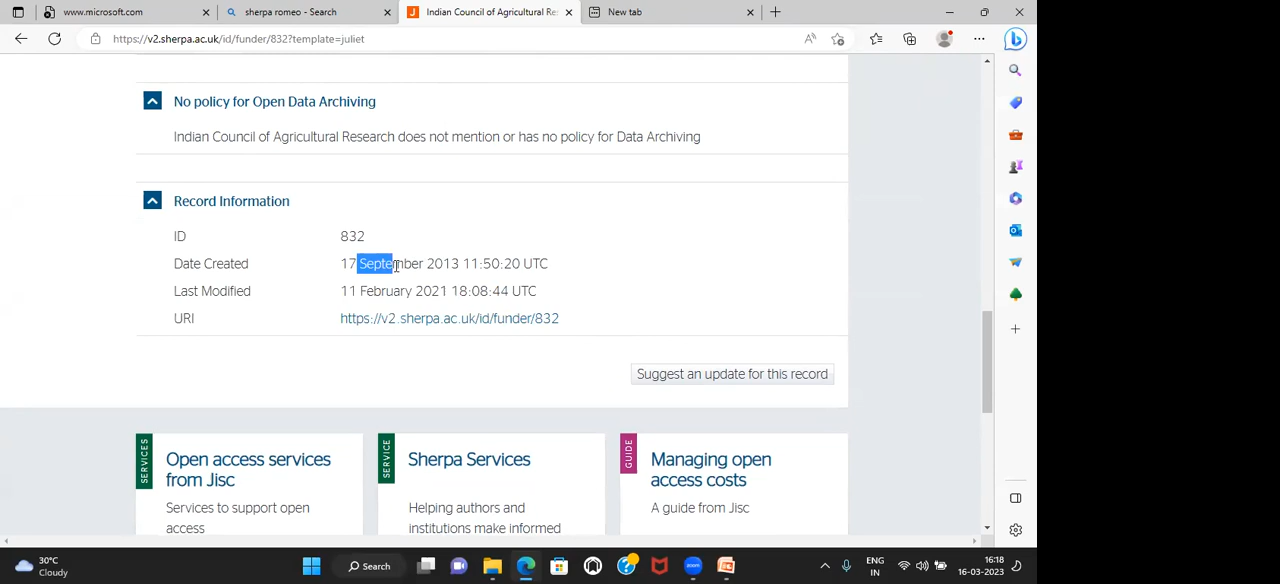 www.microsoft.com
sherpa romeo - Search
Indian Council of Agricultural Re
New tab
https://v2.sherpa.ac.uk/id/funder/832?template=juliet
No policy for Open Data Archiving
Indian Council of Agricultural Research does not mention or has no policy for Data Archiving
Record Information
ID 832
Date Created 17 September 2013 11:50:20 UTC
Last Modified 11 February 2021 18:08:44 UTC
URI https://v2.sherpa.ac.uk/id/funder/832
Suggest an update for this record
SERVICES
Open access services
from Jisc
Services to support open
access
SERVICE
Sherpa Services
Helping authors and
institutions make informed
GUIDE
Managing open
access costs
A guide from Jisc
30°C
Cloudy
Search
ENG
IN
16:18
16-03-2023